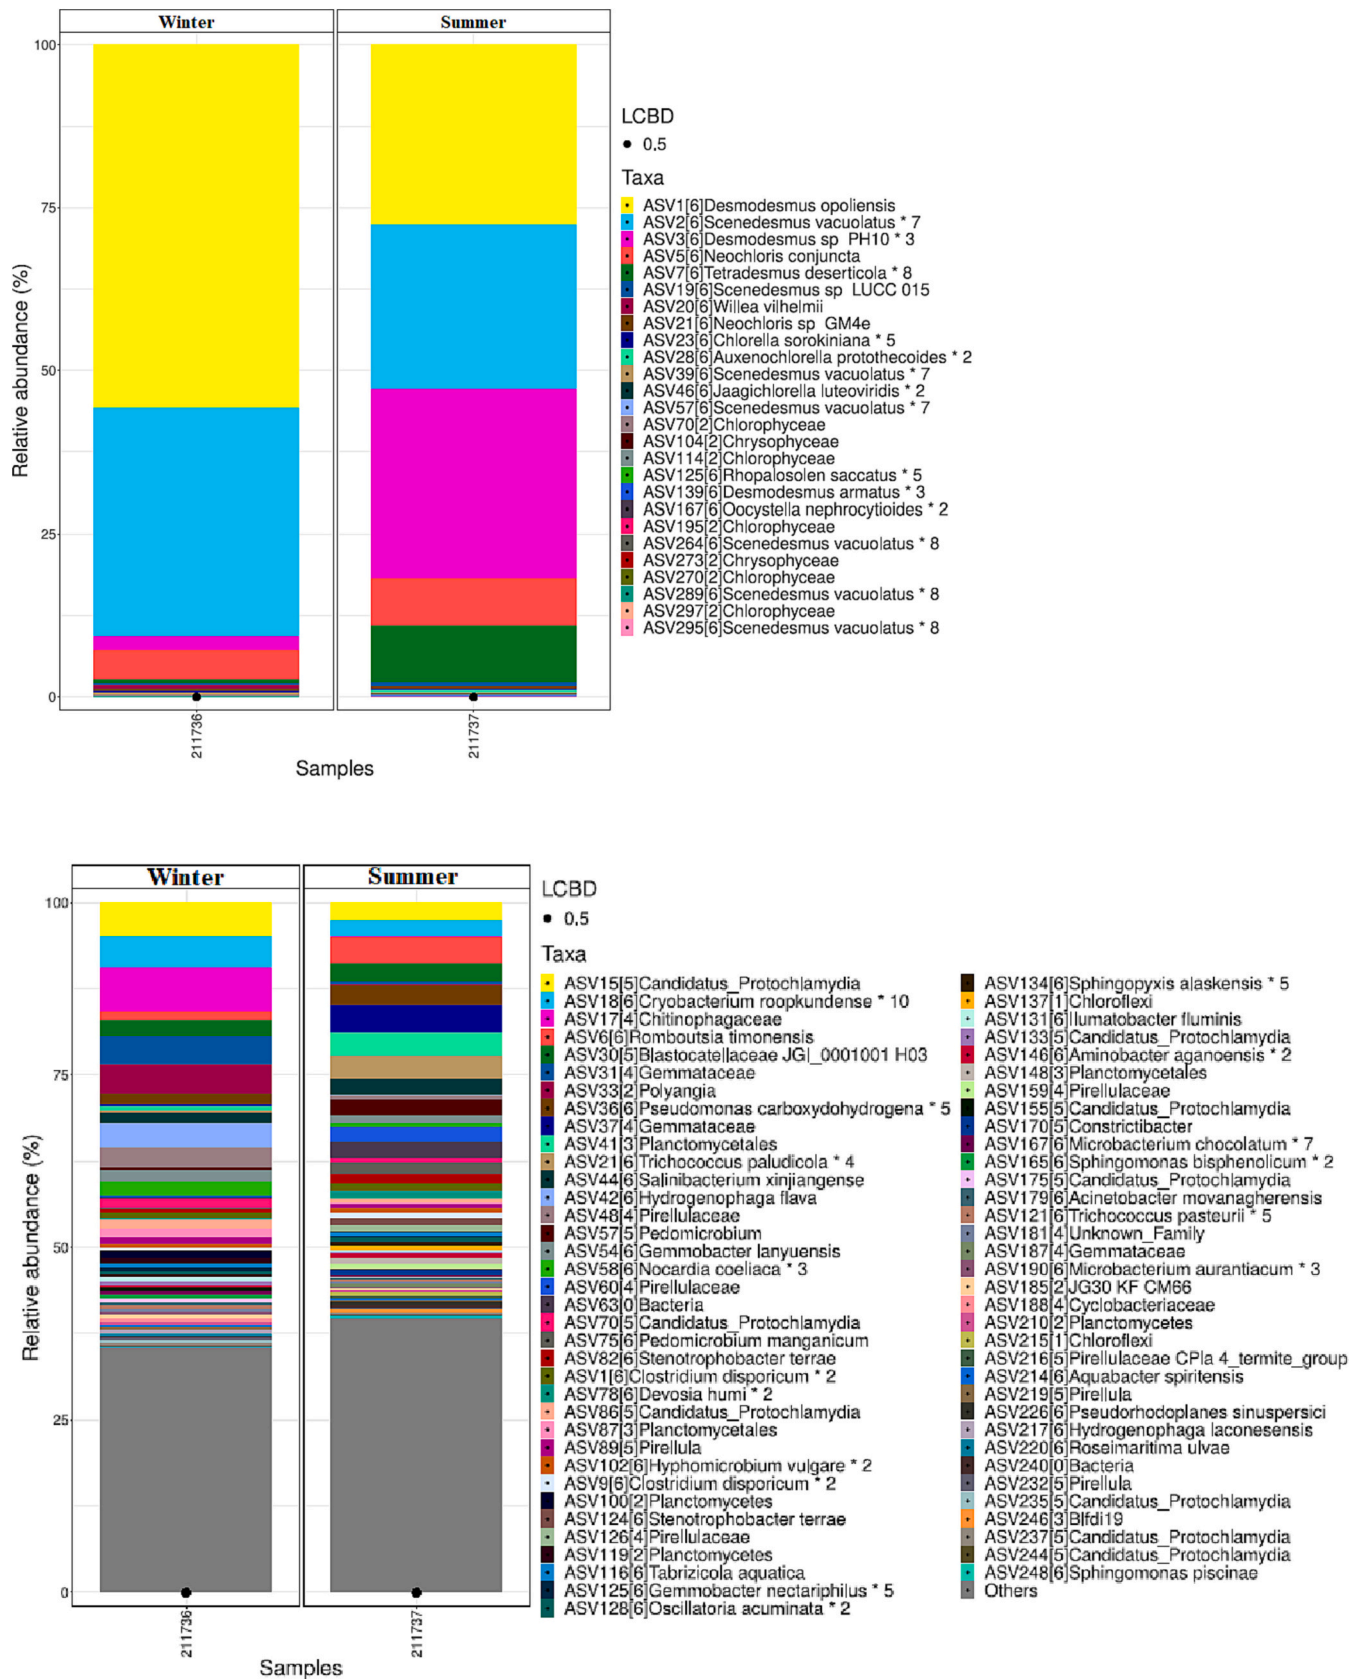 Winter
Summer
100
75
50
25
0
Relative abundance (%)
211736
211737
Samples
LCBD
0.5
Taxa
ASV1[6]Desmodesmus opoliensis
ASV2[6]Scenedesmus vacuolatus * 7
ASV3[6]Desmodesmus sp PH10 * 3
ASV5[6]Neochloris conjuncta
ASV7[6]Tetradesmus deserticola * 8
ASV19[6]Scenedesmus sp LUCC 015
ASV20[6]Willea vilhelmii
ASV21[6]Neochloris sp GM4e
ASV23[6]Chlorella sorokiniana * 5
ASV28[6]Auxenochlorella protothecoides * 2
ASV39[6]Scenedesmus vacuolatus * 7
ASV46[6]Jaagichlorella luteoviridis * 2
ASV57[6]Scenedesmus vacuolatus * 7
ASV70[2]Chlorophyceae
ASV104[2]Chrysophyceae
ASV114[2]Chlorophyceae
ASV125[6]Rhopalosolen saccatus * 5
ASV139[6]Desmodesmus armatus * 3
ASV167[6]Oocystella nephrocytioides * 2
ASV195[2]Chlorophyceae
ASV264[6]Scenedesmus vacuolatus * 8
ASV273[2]Chrysophyceae
ASV270[2]Chlorophyceae
ASV289[6]Scenedesmus vacuolatus * 8
ASV297[2]Chlorophyceae
ASV295[6]Scenedesmus vacuolatus * 8
Winter
Summer
100
75
50
25
0
Relative abundance (%)
211736
211737
Samples
LCBD
0.5
Taxa
ASV15[5]Candidatus_Protochlamydia
ASV18[6]Cryobacterium roopkundense * 10
ASV17[4]Chitinophagaceae
ASV6[6]Romboutsia timonensis
ASV30[5]Blastocatellaceae JGI_0001001 H03
ASV31[4]Gemmataceae
ASV33[2]Polyangia
ASV36[6]Pseudomonas carboxydohydrogena * 5
ASV37[4]Gemmataceae
ASV41[3]Planctomycetales
ASV21[6]Trichococcus paludicola * 4
ASV44[6]Salinibacterium xinjiangense
ASV42[6]Hydrogenophaga flava
ASV48[4]Pirellulaceae
ASV57[5]Pedomicrobium
ASV54[6]Gemmobacter lanyuensis
ASV58[6]Nocardia coeliaca * 3
ASV60[4]Pirellulaceae
ASV63[0]Bacteria
ASV70[5]Candidatus_Protochlamydia
ASV75[6]Pedomicrobium manganicum
ASV82[6]Stenotrophobacter terrae
ASV1[6]Clostridium disporicum * 2
ASV78[6]Devosia humi * 2
ASV86[5]Candidatus_Protochlamydia
ASV87[3]Planctomycetales
ASV89[5]Pirellula
ASV102[6]Hyphomicrobium vulgare * 2
ASV9[6]Clostridium disporicum * 2
ASV100[2]Planctomycetes
ASV124[6]Stenotrophobacter terrae
ASV126[4]Pirellulaceae
ASV119[2]Planctomycetes
ASV116[6]Tabrizicola aquatica
ASV125[6]Gemmobacter nectariphilus * 5
ASV128[6]Oscillatoria acuminata * 2
ASV134[6]Sphingopyxis alaskensis * 5
ASV137[1]Chloroflexi
ASV131[6]Ilumatobacter fluminis
ASV133[5]Candidatus_Protochlamydia
ASV146[6]Aminobacter aganoensis * 2
ASV148[3]Planctomycetales
ASV159[4]Pirellulaceae
ASV155[5]Candidatus_Protochlamydia
ASV170[5]Constrictibacter
ASV167[6]Microbacterium chocolatum * 7
ASV165[6]Sphingomonas bisphenolicum * 2
ASV175[5]Candidatus_Protochlamydia
ASV179[6]Acinetobacter movanagherensis
ASV121[6]Trichococcus pasteurii * 5
ASV181[4]Unknown_Family
ASV187[4]Gemmataceae
ASV190[6]Microbacterium aurantiacum * 3
ASV185[2]JG30 KF CM66
ASV188[4]Cyclobacteriaceae
ASV210[2]Planctomycetes
ASV215[1]Chloroflexi
ASV216[5]Pirellulaceae CPla 4_termite_group
ASV214[6]Aquabacter spiritensis
ASV219[5]Pirellula
ASV226[6]Pseudorhodoplanes sinuspersici
ASV217[6]Hydrogenophaga laconesensis
ASV220[6]Roseimaritima ulvae
ASV240[0]Bacteria
ASV232[5]Pirellula
ASV235[5]Candidatus_Protochlamydia
ASV246[3]Blfdi19
ASV237[5]Candidatus_Protochlamydia
ASV244[5]Candidatus_Protochlamydia
ASV248[6]Sphingomonas piscinae
Others